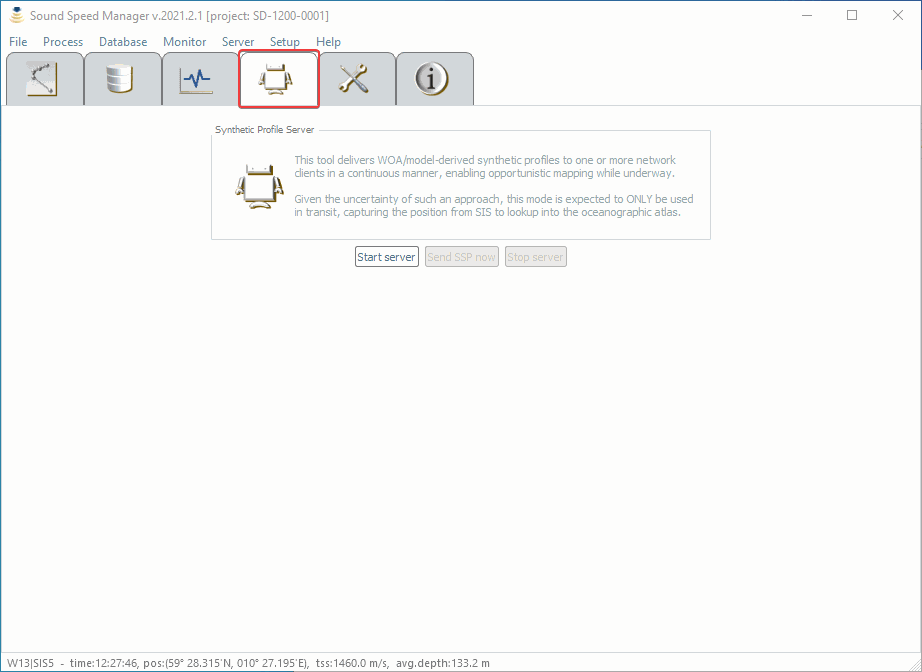 Sound Speed Manager v.2021.2.1 [project: SD-1200-0001]
File Process Database Monitor Server Setup Help
Synthetic Profile Server
This tool delivers WOA/model-derived synthetic profiles to one or more network
clients in a continuous manner, enabling opportunistic mapping while underway.
Given the uncertainty of such an approach, this mode is expected to ONLY be used
in transit, capturing the position from SIS to lookup into the oceanographic atlas.
Start server Send SSP now Stop server
W13|SIS5 - time:12:27:46, pos:(59° 28.315'N, 010° 27.195'E), tss:1460.0 m/s, avg.depth:133.2 m